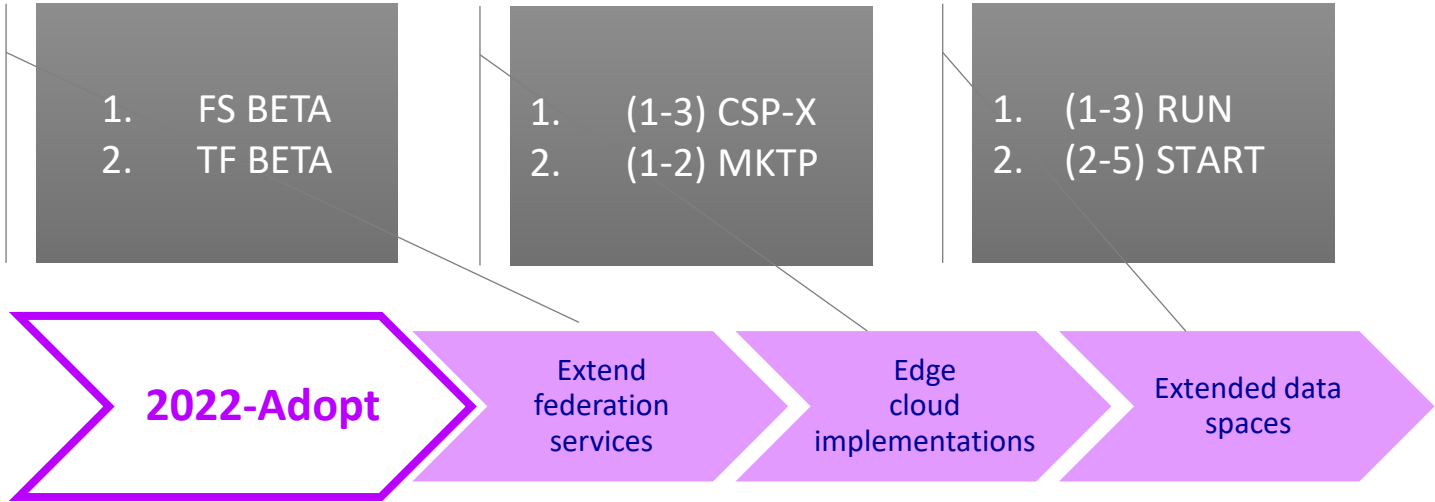 1. FS BETA
2. TF BETA
1. (1-3) CSP-X
2. (1-2) MKTP
1. (1-3) RUN
2. (2-5) START
2022-Adopt
Extend
federation
services
Edge
cloud
implementations
Extended data
spaces